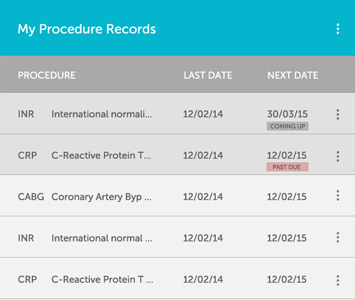 My Procedure Records
PROCEDURE LAST DATE NEXT DATE
INR International normali... 12/02/14 30/03/15
COMING UP
CRP C-Reactive Protein T... 12/02/14 12/02/15
PAST DUE
CABG Coronary Artery Byp ... 12/02/14 12/02/15
INR International normal ... 12/02/14 12/02/15
CRP C-Reactive Protein T ... 12/02/14 12/02/15